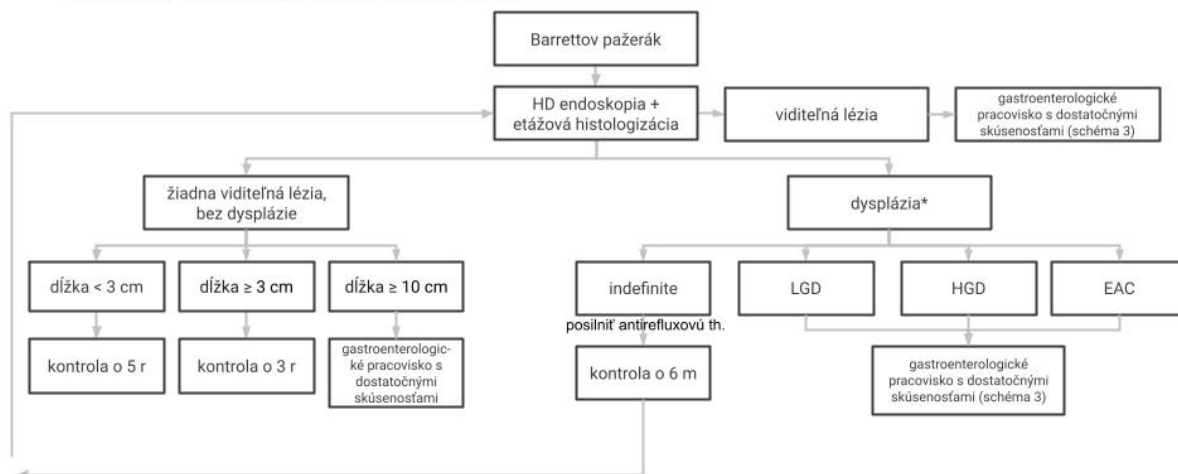 Barrettov pažerák
HD endoskopia +
etážová histologizácia
viditeľná lézia
gastroenterologické
pracovisko s dostatočnými
skúsenosťami (schéma 3)
žiadna viditeľná lézia,
bez dysplázie
dysplázia*
dĺžka < 3 cm
dĺžka ≥ 3 cm
dĺžka ≥ 10 cm
indefinite
LGD
HGD
EAC
posilniť antirefluxovú th.
kontrola o 5 r
kontrola o 3 r
gastroenterologic-
ké pracovisko s
dostatočnými
skúsenosťami
kontrola o 6 m
gastroenterologické
pracovisko s dostatočnými
skúsenosťami (schéma 3)